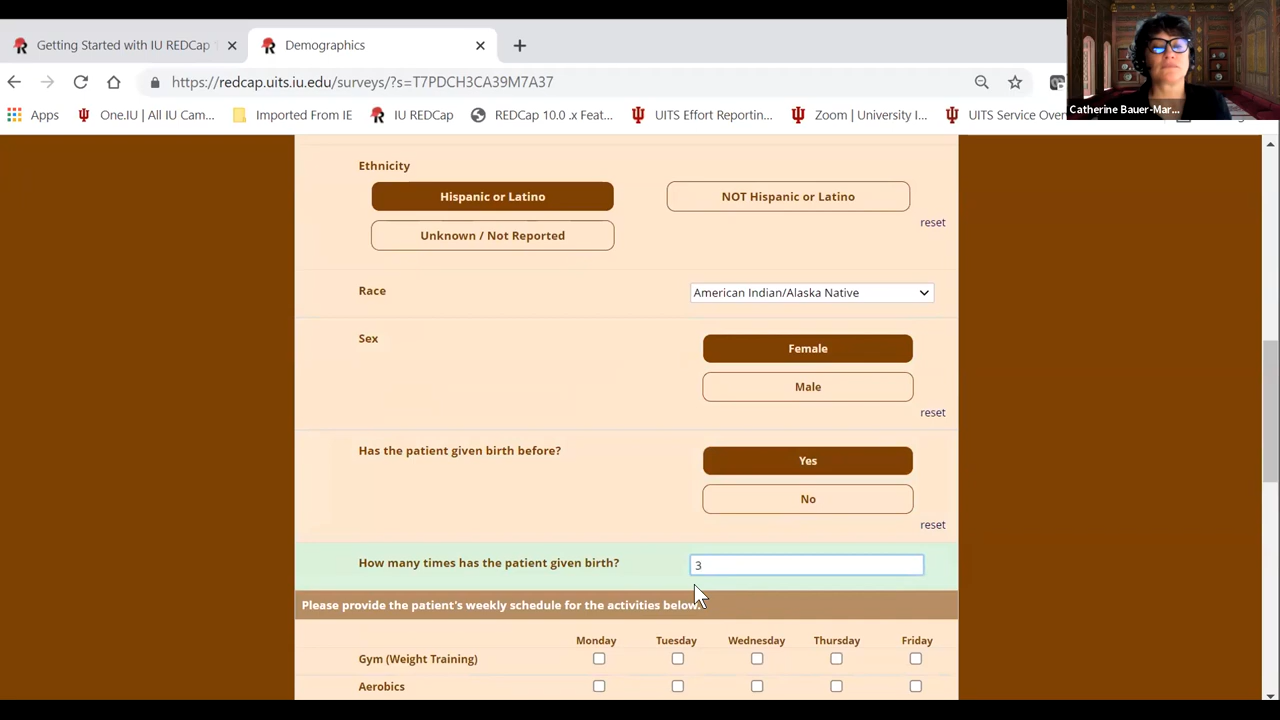 Getting Started with IU REDCap
Demographics
https://redcap.uits.iu.edu/surveys/?s=T7PDCH3CA39M7A37
Catherine Bauer-Mar...
Apps
One.IU | All IU Cam...
Imported From IE
IU REDCap
REDCap 10.0 .x Feat...
UITS Effort Reportin...
Zoom | University I...
UITS Service Over
Ethnicity
Hispanic or Latino
NOT Hispanic or Latino
reset
Unknown / Not Reported
Race
American Indian/Alaska Native
Sex
Female
Male
reset
Has the patient given birth before?
Yes
No
reset
How many times has the patient given birth?
3
Please provide the patient's weekly schedule for the activities below.
Monday Tuesday Wednesday Thursday Friday
Gym (Weight Training)
Aerobics